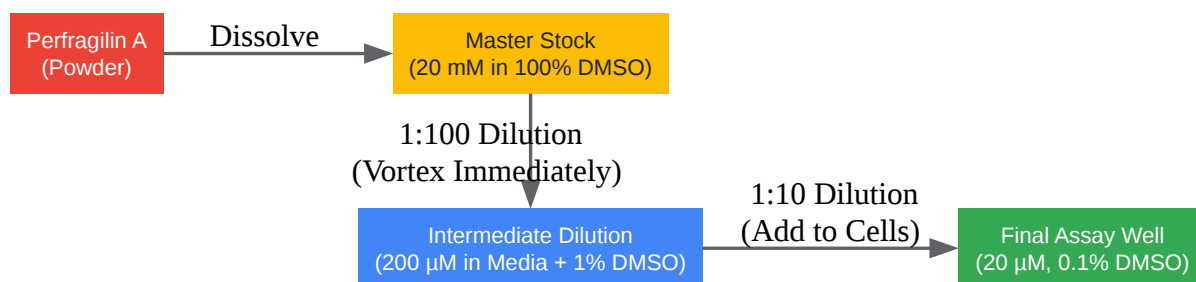 Perfragilin A
(Powder)
Dissolve
Master Stock
(20 mM in 100% DMSO)
1:100 Dilution
(Vortex Immediately)
Intermediate Dilution
(200 µM in Media + 1% DMSO)
1:10 Dilution
(Add to Cells)
Final Assay Well
(20 µM, 0.1% DMSO)